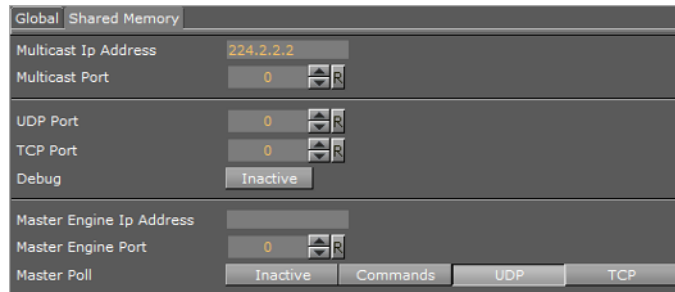 Global Shared Memory
Multicast Ip Address 224.2.2.2
Multicast Port 0 R
UDP Port 0 R
TCP Port 0 R
Debug Inactive
Master Engine Ip Address
Master Engine Port 0 R
Master Poll Inactive Commands UDP TCP